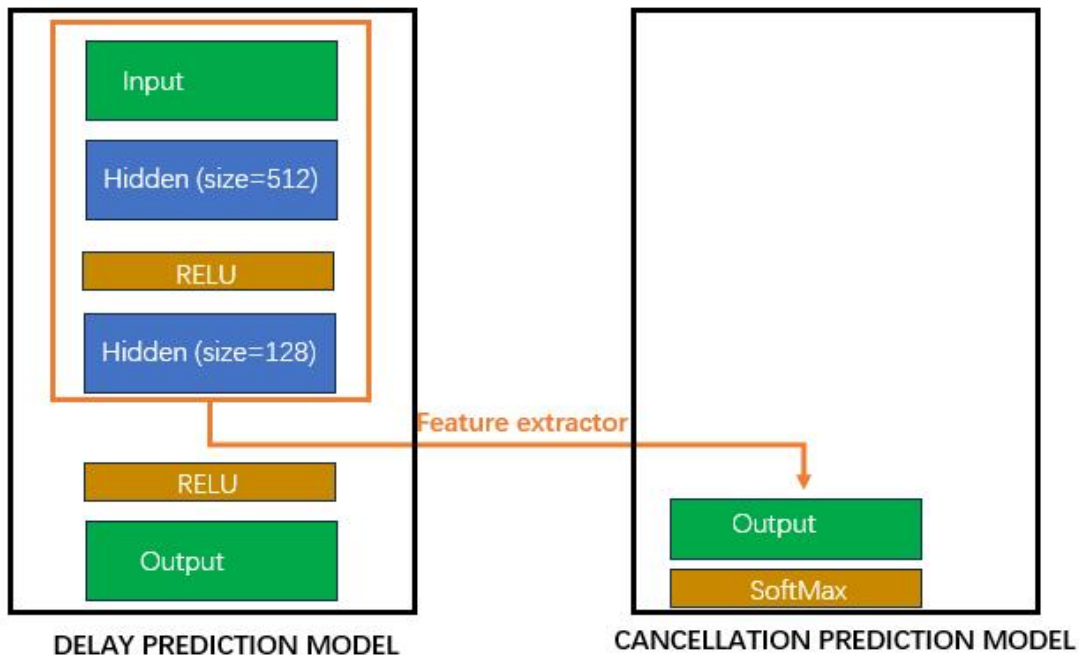 Input
Hidden (size=512)
RELU
Hidden (size=128)
Feature extractor
RELU
Output
Output
SoftMax
DELAY PREDICTION MODEL
CANCELLATION PREDICTION MODEL